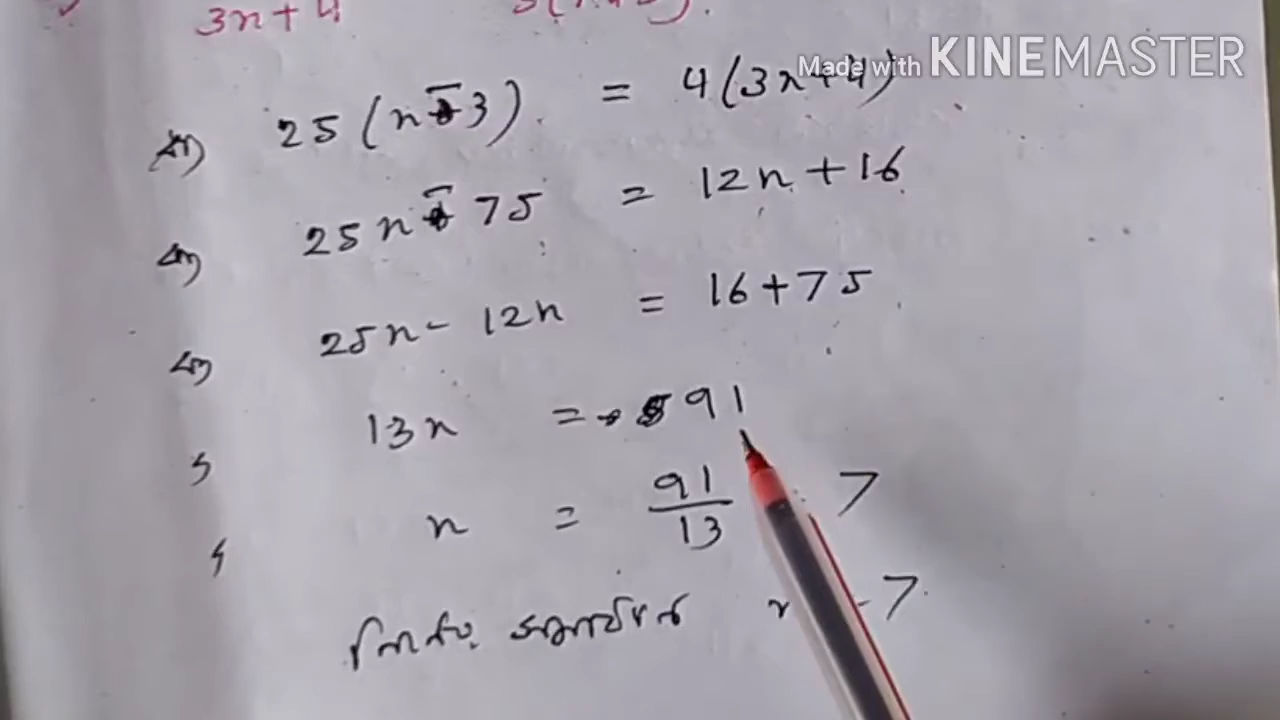 3x+4
Made with KINEMASTER
বা, 25(x-3) = 4(3x+4)
বা, 25x-75 = 12x+16
বা, 25x-12x = 16+75
13x = 91
x = 91/13 = 7
নির্ণেয় সমাধান x = 7